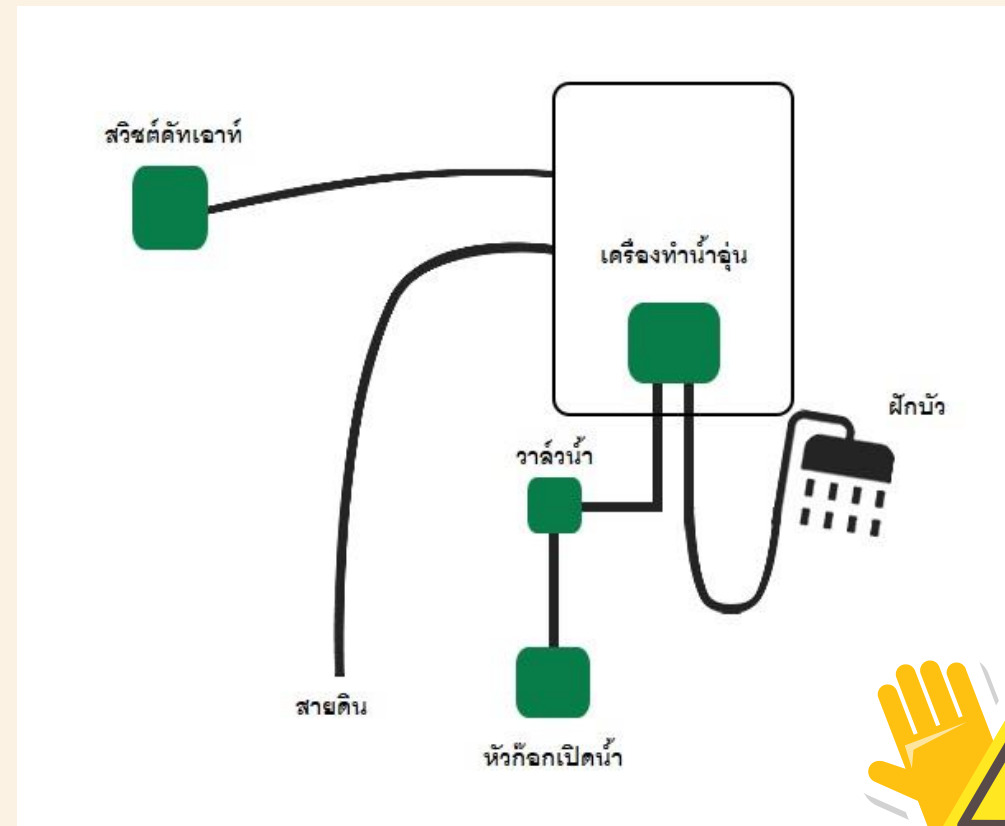 สวิชต์คัทเอาท์
เครื่องทำน้ำอุ่น
ฝักบัว
วาล์วน้ำ
สายดิน
หัวก๊อกเปิดน้ำ